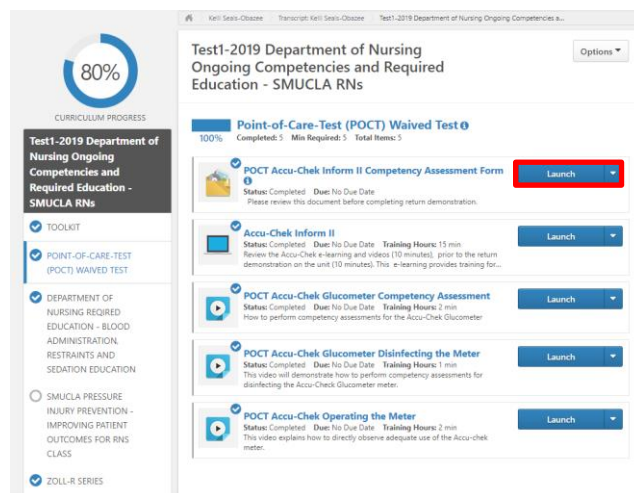 Kelli Seals-Obazee Transcript: Kelli Seals-Obazee Test1-2019 Department of Nursing Ongoing Competencies a...
80%
CURRICULUM PROGRESS
Test1-2019 Department of
Nursing Ongoing
Competencies and
Required Education -
SMUCLA RNs
TOOLKIT
POINT-OF-CARE-TEST
(POCT) WAIVED TEST
DEPARTMENT OF
NURSING REQIRED
EDUCATION - BLOOD
ADMINISTRATION,
RESTRAINTS AND
SEDATION EDUCATION
SMUCLA PRESSURE
INJURY PREVENTION -
IMPROVING PATIENT
OUTCOMES FOR RNS
CLASS
ZOLL-R SERIES
Test1-2019 Department of Nursing
Ongoing Competencies and Required
Education - SMUCLA RNs
Options
Point-of-Care-Test (POCT) Waived Test
100% Completed: 5 Min Required: 5 Total Items: 5
POCT Accu-Chek Inform II Competency Assessment Form
Status: Completed Due: No Due Date
Please review this document before completing return demonstration.
Launch
Accu-Chek Inform II
Status: Completed Due: No Due Date Training Hours: 15 min
Review the Accu-Chek e-learning and videos (10 minutes), prior to the return
demonstration on the unit (10 minutes). This e-learning provides training for...
Launch
POCT Accu-Chek Glucometer Competency Assessment
Status: Completed Due: No Due Date Training Hours: 2 min
How to perform competency assessments for the Accu-Chek Glucometer
Launch
POCT Accu-Chek Glucometer Disinfecting the Meter
Status: Completed Due: No Due Date Training Hours: 1 min
This video will demonstrate how to perform competency assessments for
disinfecting the Accu-Check Glucometer meter.
Launch
POCT Accu-Chek Operating the Meter
Status: Completed Due: No Due Date Training Hours: 2 min
This video explains how to directly observe adequate use of the Accu-chek
meter.
Launch